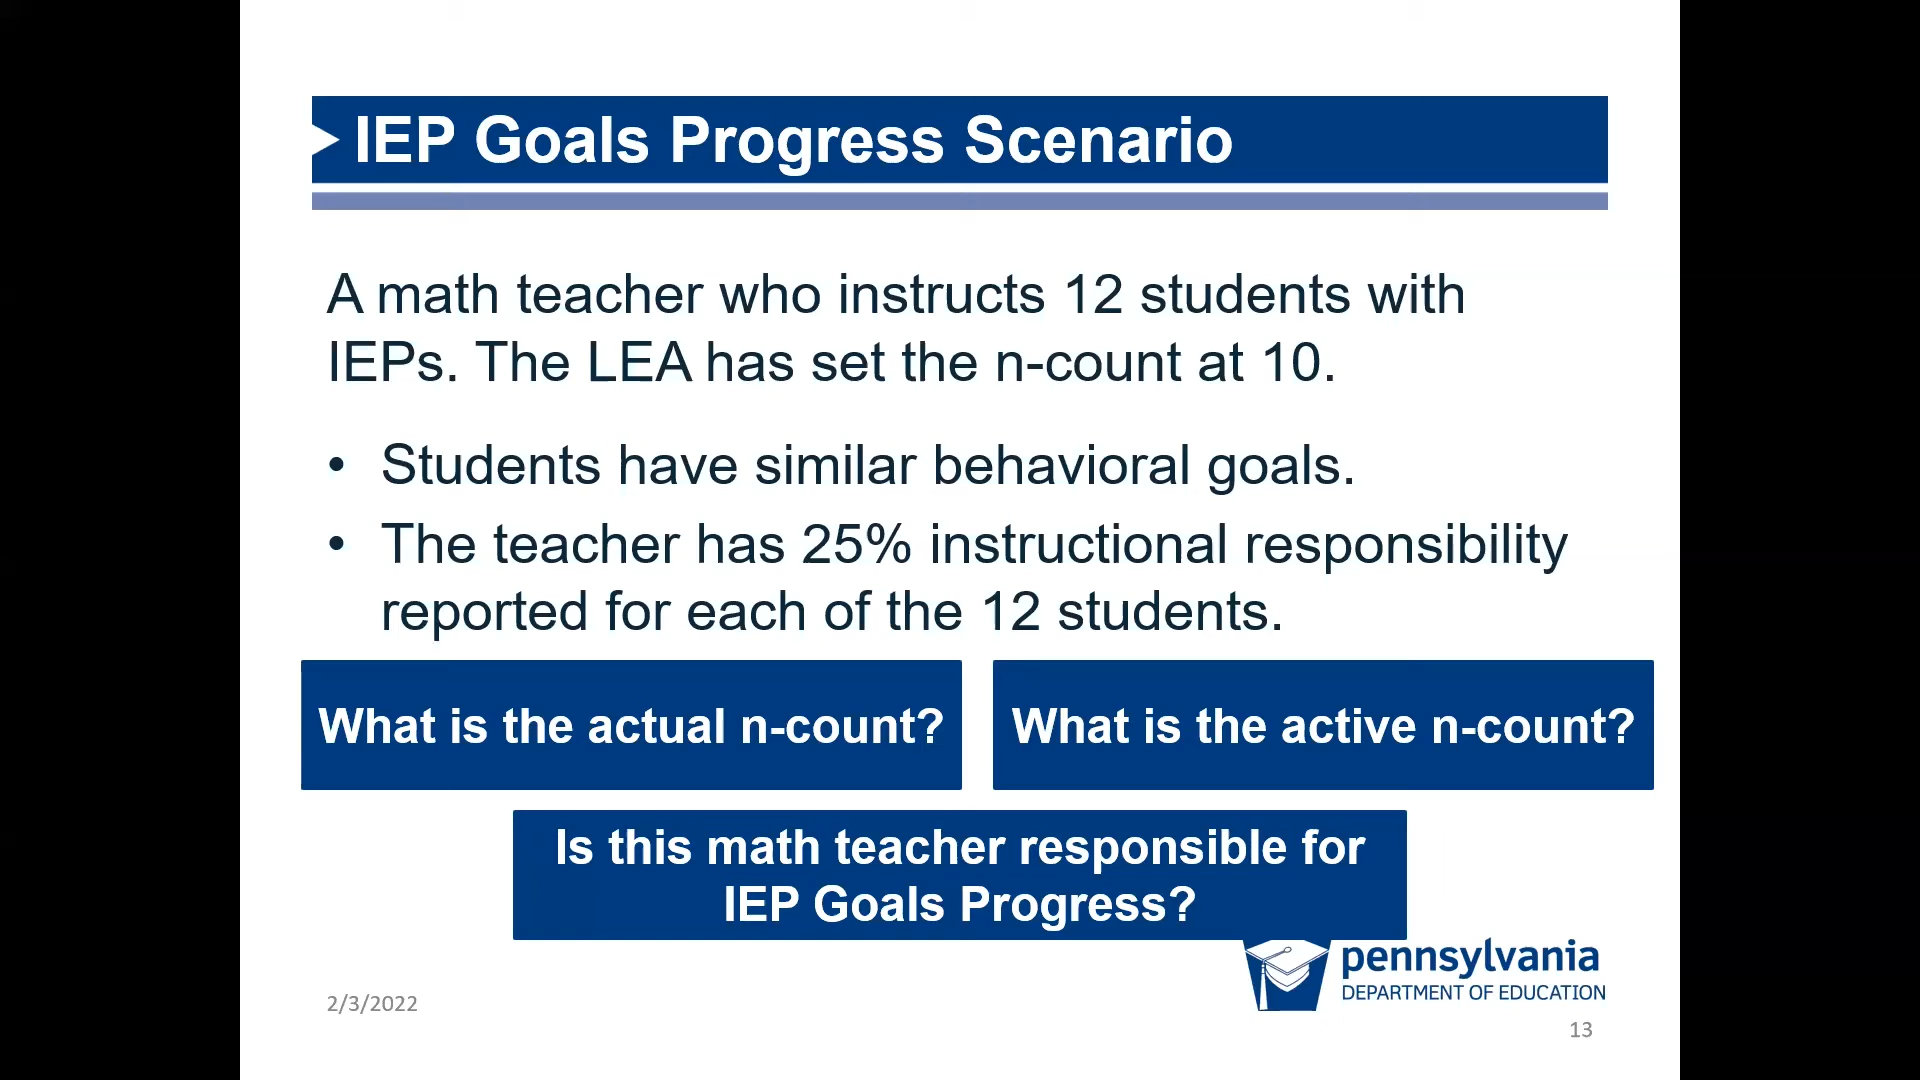 IEP Goals Progress Scenario
A math teacher who instructs 12 students with
IEPs. The LEA has set the n-count at 10.
• Students have similar behavioral goals.
• The teacher has 25% instructional responsibility
reported for each of the 12 students.
What is the actual n-count?
What is the active n-count?
Is this math teacher responsible for
IEP Goals Progress?
pennsylvania
DEPARTMENT OF EDUCATION
2/3/2022
13